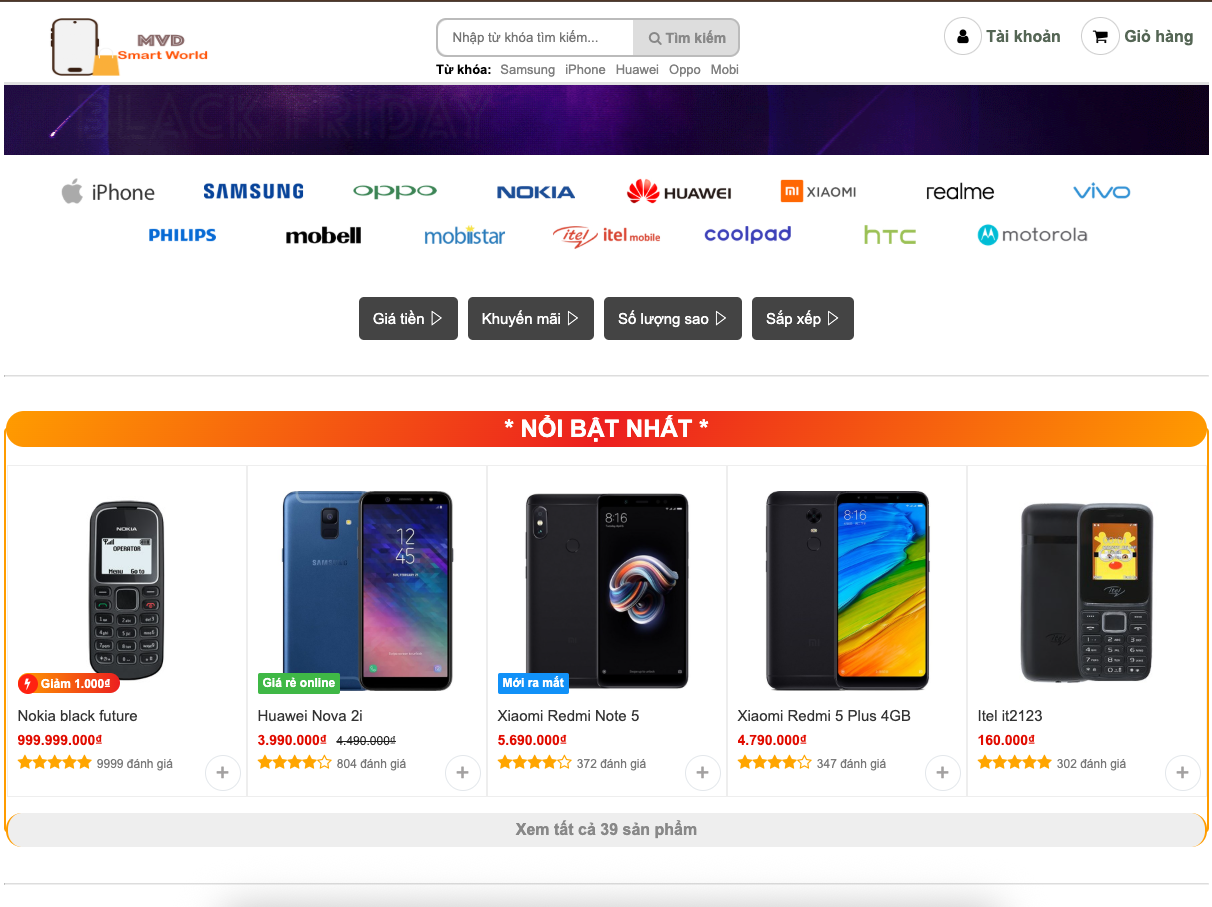 MVD
Smart World
Nhập từ khóa tìm kiếm...
Tìm kiếm
Từ khóa: Samsung iPhone Huawei Oppo Mobi
Tài khoản
Giỏ hàng
BLACK FRIDAY
iPhone SAMSUNG oppo NOKIA HUAWEI mi XIAOMI realme vivo
PHILIPS mobell mobiistar itel itel mobile coolpad hTC motorola
Giá tiền Khuyến mãi Số lượng sao Sắp xếp
* NỔI BẬT NHẤT *
NOKIA
OPERATOR
Menu Go to
SAMSUNG
12
45
8:16
8:16
itel
Giảm 1.000₫
Giá rẻ online
Mới ra mắt
Nokia black future
Huawei Nova 2i
Xiaomi Redmi Note 5
Xiaomi Redmi 5 Plus 4GB
Itel it2123
999.999.000₫
3.990.000₫ 4.490.000₫
5.690.000₫
4.790.000₫
160.000₫
9999 đánh giá
804 đánh giá
372 đánh giá
347 đánh giá
302 đánh giá
Xem tất cả 39 sản phẩm